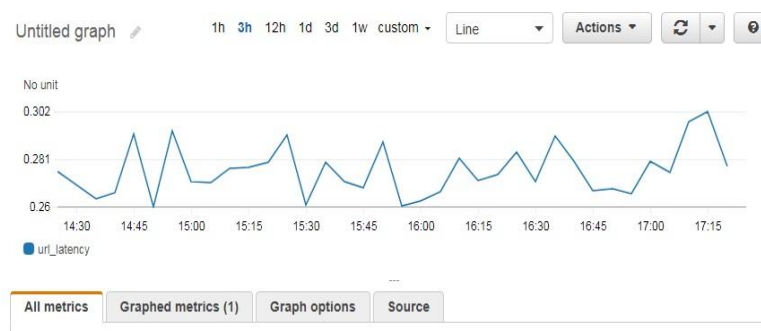 Untitled graph
1h 3h 12h 1d 3d 1w custom
Line
Actions
No unit
0.302
0.281
0.26
14:30 14:45 15:00 15:15 15:30 15:45 16:00 16:15 16:30 16:45 17:00 17:15
url_latency
All metrics Graphed metrics (1) Graph options Source